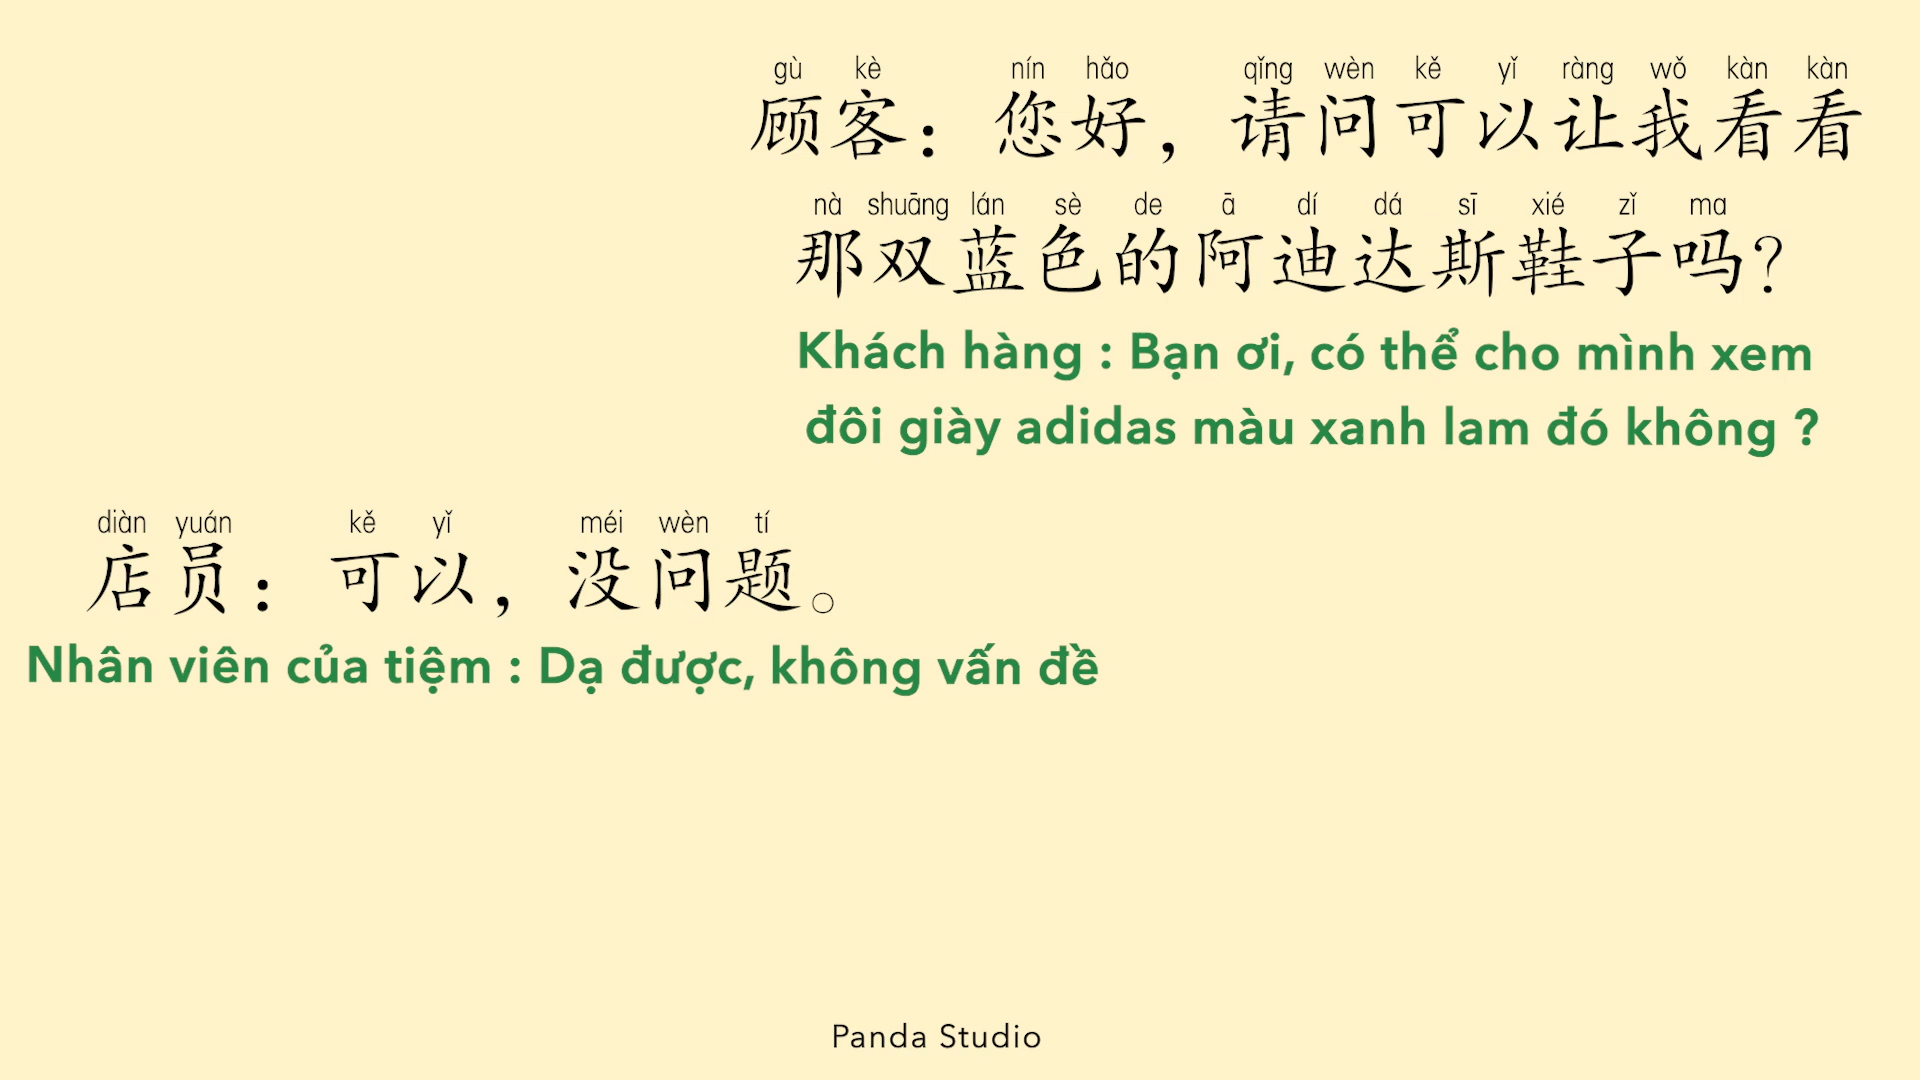 gù kè nín hǎo qǐng wèn kě yǐ ràng wǒ kàn kàn
顾客：您好，请问可以让我看看
nà shuāng lán sè de ā dí dá sī xié zǐ ma
那双蓝色的阿迪达斯鞋子吗？
Khách hàng : Bạn ơi, có thể cho mình xem
đôi giày adidas màu xanh lam đó không ?
diàn yuán kě yǐ méi wèn tí
店员：可以，没问题。
Nhân viên của tiệm : Dạ được, không vấn đề
Panda Studio